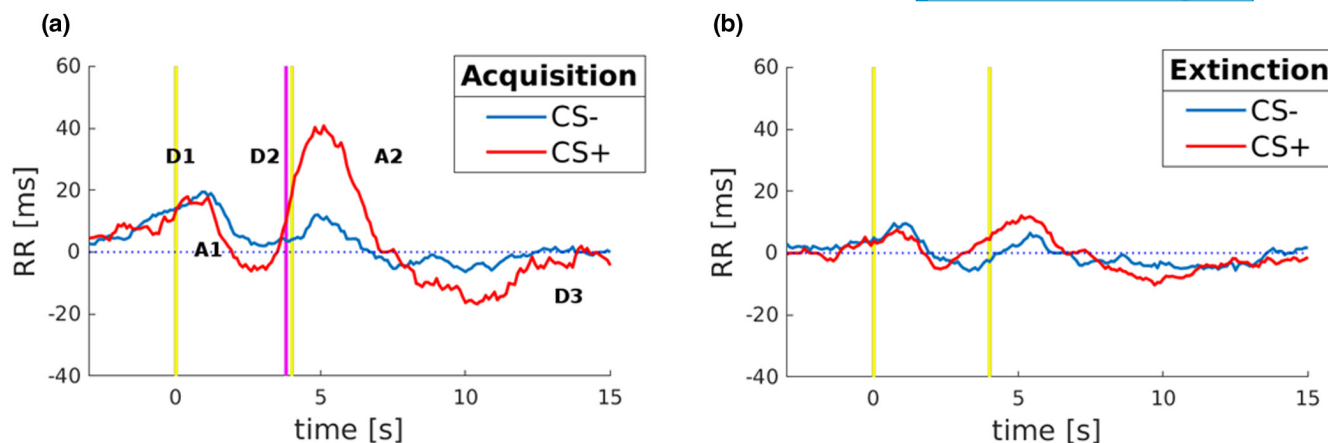 (a)
60
40
20
0
-20
-40
RR [ms]
0
5
10
15
time [s]
Acquisition
CS-
CS+
D1
D2
A2
A1
D3
(b)
60
40
20
0
-20
-40
RR [ms]
0
5
10
15
time [s]
Extinction
CS-
CS+